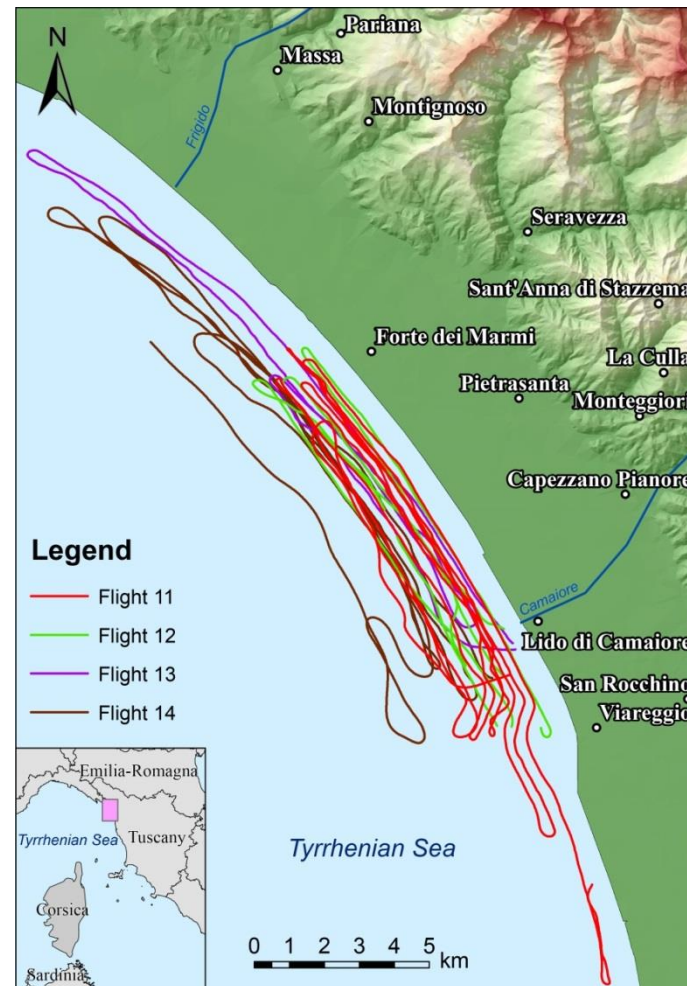 N
Pariana
Massa
Montignoso
Frigido
Seravezza
Sant'Anna di Stazzema
Forte dei Marmi
La Culla
Pietrasanta
Monteggiori
Capezzano Pianore
Camaiore
Lido di Camaiore
San Rocchino
Viareggio
Legend
Flight 11
Flight 12
Flight 13
Flight 14
Emilia-Romagna
Tyrrhenian Sea
Tuscany
Corsica
Sardinia
Tyrrhenian Sea
0 1 2 3 4 5
km